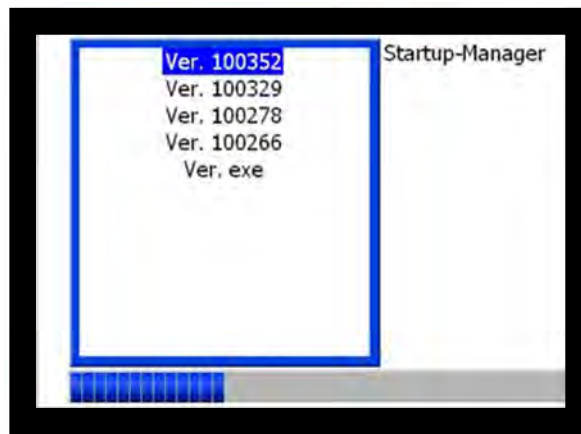 Ver. 100352
Startup-Manager
Ver. 100329
Ver. 100278
Ver. 100266
Ver. exe